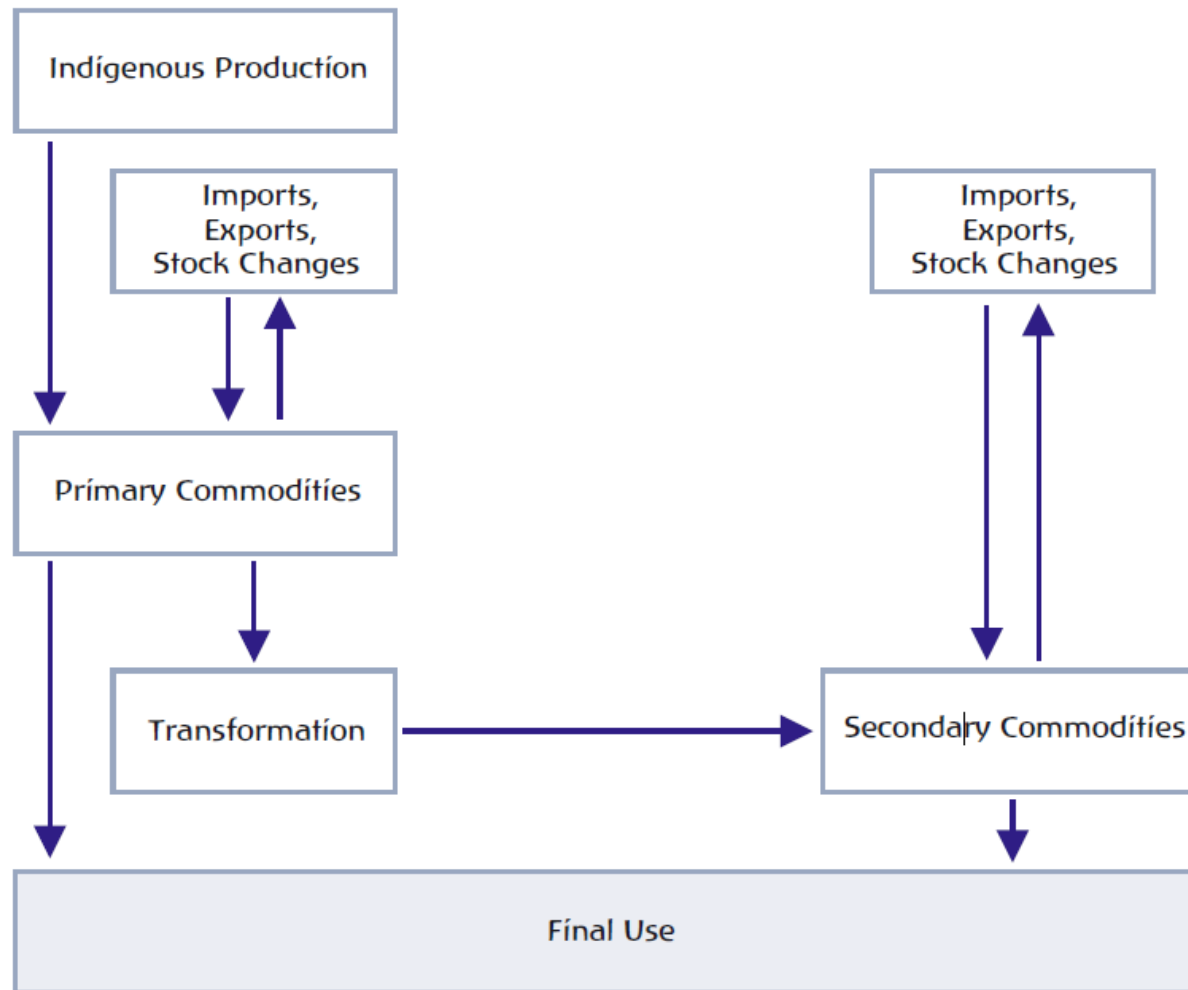 Indigenous Production
Imports,
Exports,
Stock Changes
Imports,
Exports,
Stock Changes
Primary Commodities
Transformation
Secondary Commodities
Final Use